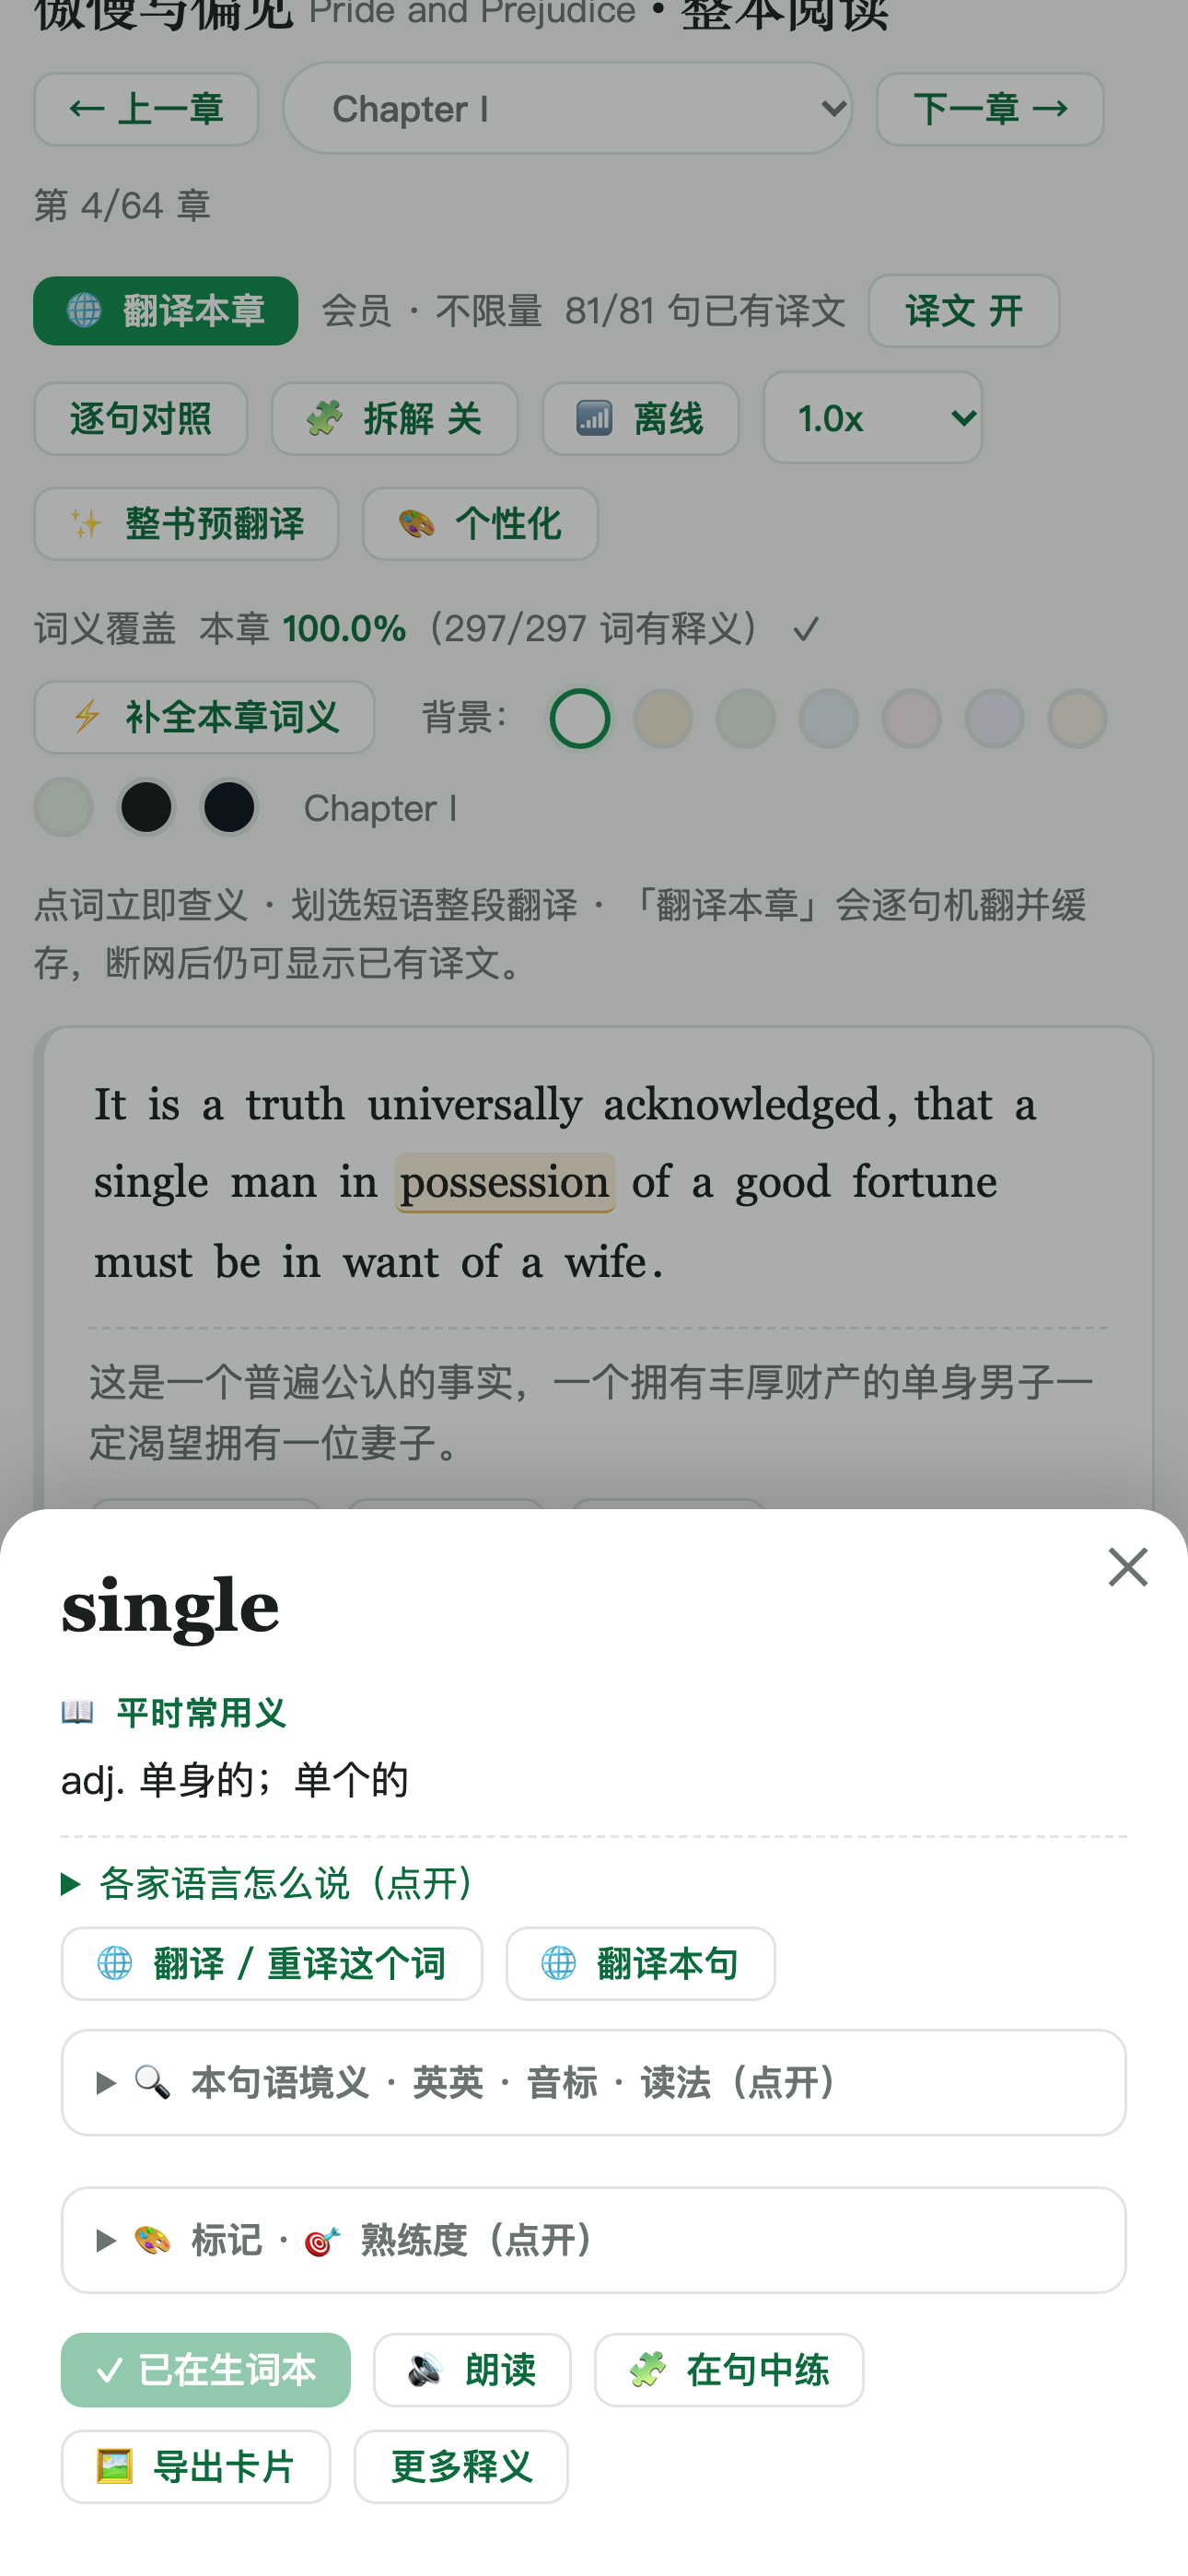 傲慢与偏见 Pride and Prejudice • 整本阅读
← 上一章 Chapter I 下一章 →
第 4/64 章
翻译本章 会员 · 不限量 81/81 句已有译文 译文 开
逐句对照 拆解 关 离线 1.0x
整书预翻译 个性化
词义覆盖 本章 100.0%（297/297 词有释义） ✓
补全本章词义 背景：
Chapter I
点词立即查义 · 划选短语整段翻译 · 「翻译本章」会逐句机翻并缓
存，断网后仍可显示已有译文。
It is a truth universally acknowledged, that a
single man in possession of a good fortune
must be in want of a wife.
这是一个普遍公认的事实，一个拥有丰厚财产的单身男子一
定渴望拥有一位妻子。
single
平时常用义
adj. 单身的；单个的
各家语言怎么说（点开）
翻译 / 重译这个词 翻译本句
本句语境义 · 英英 · 音标 · 读法（点开）
标记 · 熟练度（点开）
✓ 已在生词本 朗读 在句中练
导出卡片 更多释义